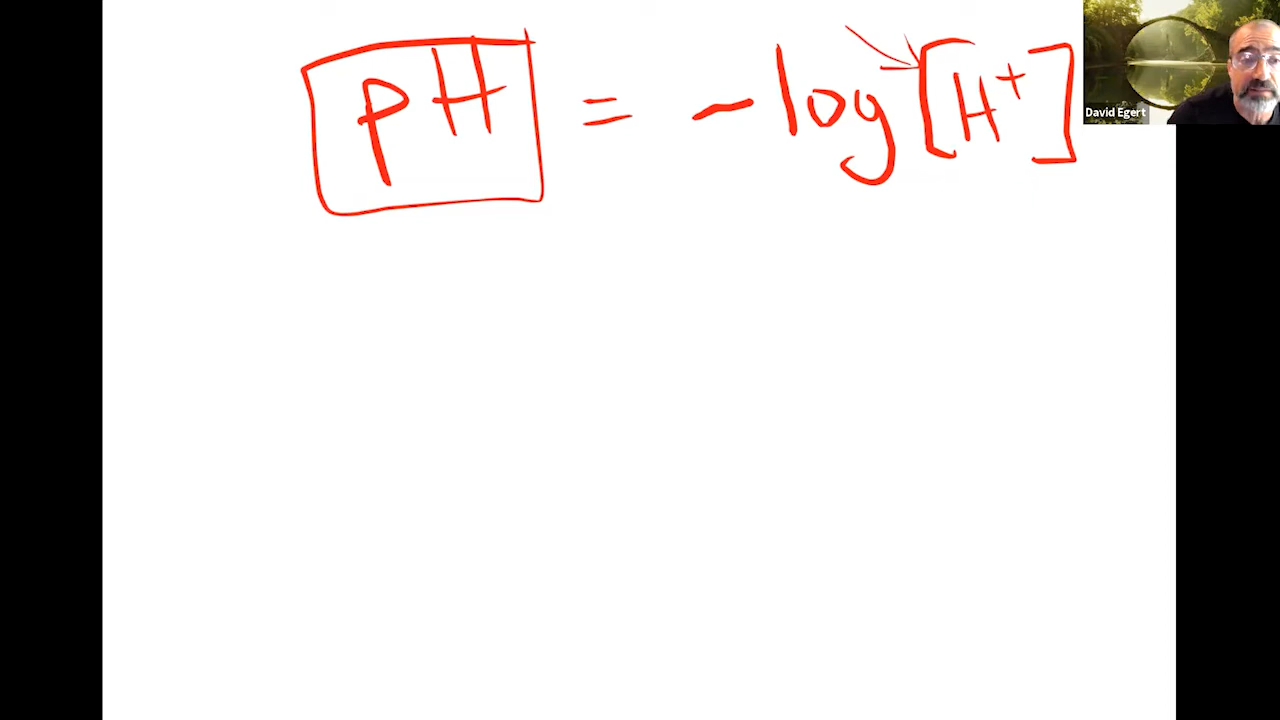 pH = -log [H+]
David Egert